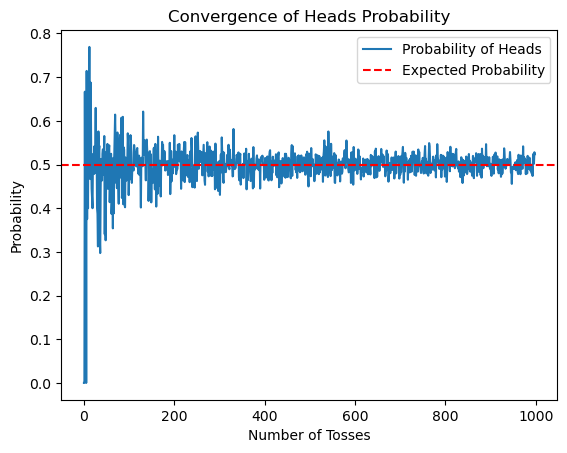 Convergence of Heads Probability
Probability of Heads
Expected Probability
0.8
0.7
0.6
0.5
0.4
0.3
0.2
0.1
0.0
Probability
0 200 400 600 800 1000
Number of Tosses